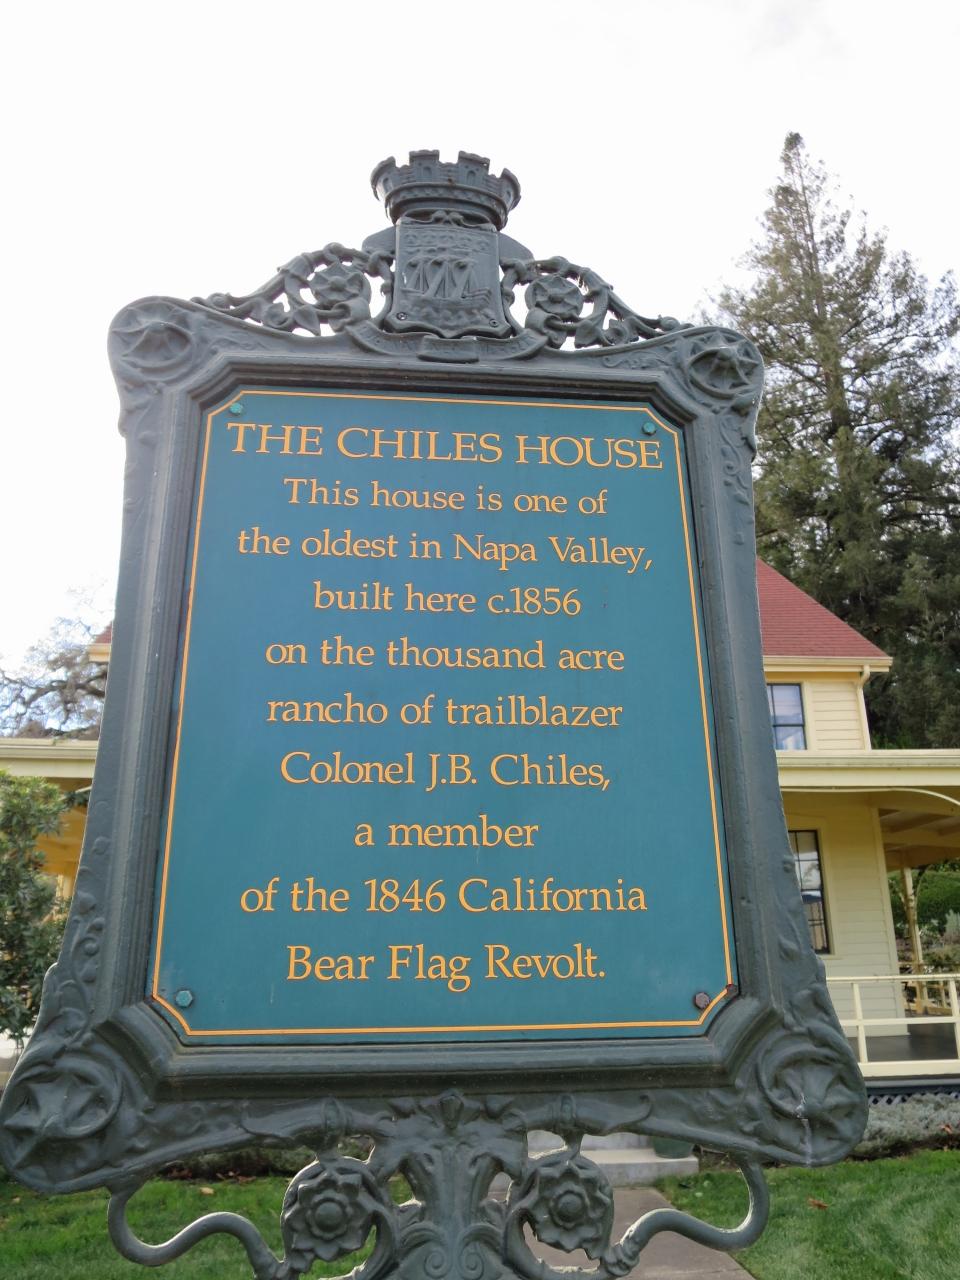 THE CHILES HOUSE
This house is one of
the oldest in Napa Valley,
built here c.1856
on the thousand acre
rancho of trailblazer
Colonel J.B. Chiles,
a member
of the 1846 California
Bear Flag Revolt.